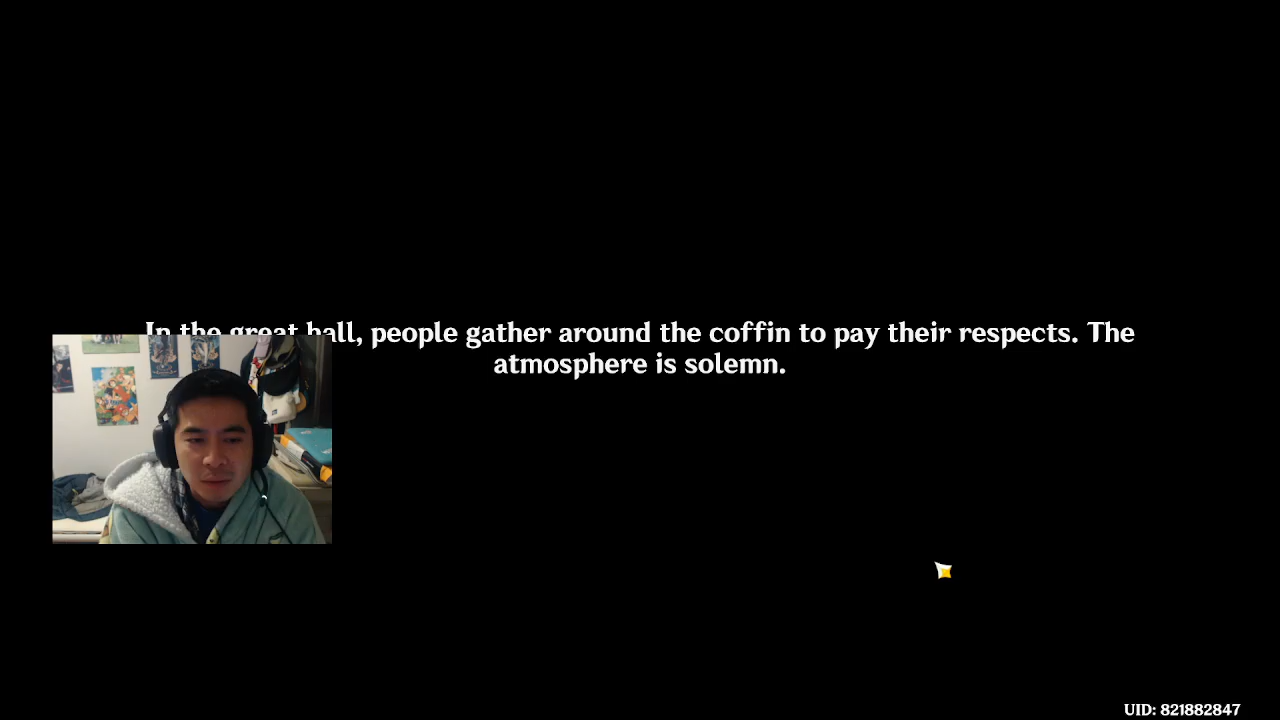 In the great hall, people gather around the coffin to pay their respects. The
atmosphere is solemn.
UID: 821882847